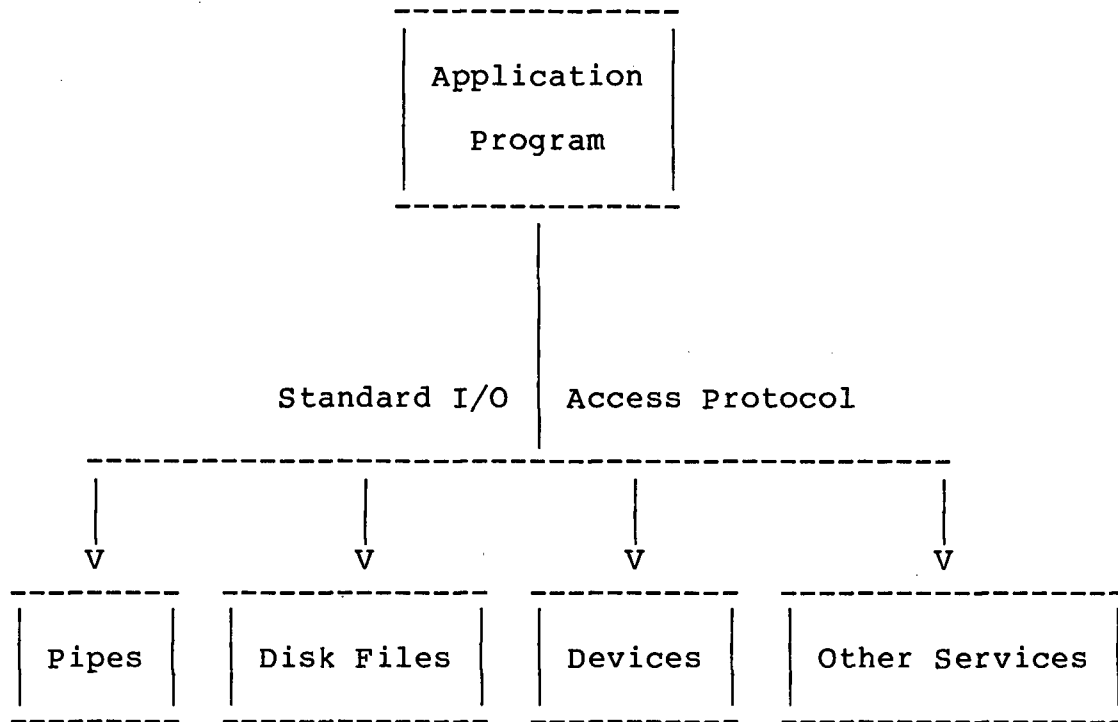 Application
Program
Standard I/O Access Protocol
V V V V
Pipes Disk Files Devices Other Services